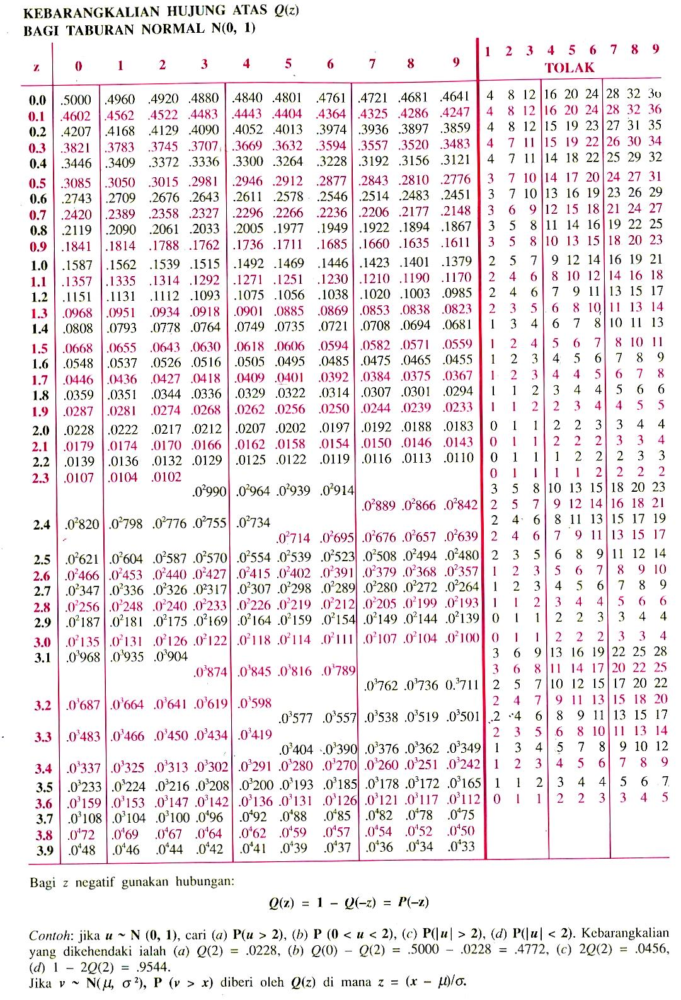 KEBARANGKALIAN HUJUNG ATAS Q(z)
BAGI TABURAN NORMAL N(0, 1)
1 2 3 4 5 6 7 8 9
z 0 1 2 3 4 5 6 7 8 9 TOLAK
0.0 .5000 .4960 .4920 .4880 .4840 .4801 .4761 .4721 .4681 .4641 4 8 12 16 20 24 28 32 36
0.1 .4602 .4562 .4522 .4483 .4443 .4404 .4364 .4325 .4286 .4247 4 8 12 16 20 24 28 32 36
0.2 .4207 .4168 .4129 .4090 .4052 .4013 .3974 .3936 .3897 .3859 4 8 12 15 19 23 27 31 35
0.3 .3821 .3783 .3745 .3707 .3669 .3632 .3594 .3557 .3520 .3483 4 7 11 15 19 22 26 30 34
0.4 .3446 .3409 .3372 .3336 .3300 .3264 .3228 .3192 .3156 .3121 4 7 11 14 18 22 25 29 32
0.5 .3085 .3050 .3015 .2981 .2946 .2912 .2877 .2843 .2810 .2776 3 7 10 14 17 20 24 27 31
0.6 .2743 .2709 .2676 .2643 .2611 .2578 .2546 .2514 .2483 .2451 3 7 10 13 16 19 23 26 29
0.7 .2420 .2389 .2358 .2327 .2296 .2266 .2236 .2206 .2177 .2148 3 6 9 12 15 18 21 24 27
0.8 .2119 .2090 .2061 .2033 .2005 .1977 .1949 .1922 .1894 .1867 3 5 8 11 14 16 19 22 25
0.9 .1841 .1814 .1788 .1762 .1736 .1711 .1685 .1660 .1635 .1611 3 5 8 10 13 15 18 20 23
1.0 .1587 .1562 .1539 .1515 .1492 .1469 .1446 .1423 .1401 .1379 2 5 7 9 12 14 16 19 21
1.1 .1357 .1335 .1314 .1292 .1271 .1251 .1230 .1210 .1190 .1170 2 4 6 8 10 12 14 16 18
1.2 .1151 .1131 .1112 .1093 .1075 .1056 .1038 .1020 .1003 .0985 2 4 6 7 9 11 13 15 17
1.3 .0968 .0951 .0934 .0918 .0901 .0885 .0869 .0853 .0838 .0823 2 3 5 6 8 10 11 13 14
1.4 .0808 .0793 .0778 .0764 .0749 .0735 .0721 .0708 .0694 .0681 1 3 4 6 7 8 10 11 13
1.5 .0668 .0655 .0643 .0630 .0618 .0606 .0594 .0582 .0571 .0559 1 2 4 5 6 7 8 10 11
1.6 .0548 .0537 .0526 .0516 .0505 .0495 .0485 .0475 .0465 .0455 1 2 3 4 5 6 7 8 9
1.7 .0446 .0436 .0427 .0418 .0409 .0401 .0392 .0384 .0375 .0367 1 2 3 4 4 5 6 7 8
1.8 .0359 .0351 .0344 .0336 .0329 .0322 .0314 .0307 .0301 .0294 1 1 2 3 4 4 5 6 6
1.9 .0287 .0281 .0274 .0268 .0262 .0256 .0250 .0244 .0239 .0233 1 1 2 2 3 4 4 5 5
2.0 .0228 .0222 .0217 .0212 .0207 .0202 .0197 .0192 .0188 .0183 0 1 1 2 2 3 3 4 4
2.1 .0179 .0174 .0170 .0166 .0162 .0158 .0154 .0150 .0146 .0143 0 1 1 2 2 2 3 3 4
2.2 .0139 .0136 .0132 .0129 .0125 .0122 .0119 .0116 .0113 .0110 0 1 1 1 2 2 2 3 3
2.3 .0107 .0104 .0102 0 1 1 1 1 2 2 2 2
.0²990 .0²964 .0²939 .0²914 3 5 8 10 13 15 18 20 23
.0²889 .0²866 .0²842 2 5 7 9 12 14 16 18 21
2.4 .0²820 .0²798 .0²776 .0²755 .0²734 2 4 6 8 11 13 15 17 19
.0²714 .0²695 .0²676 .0²657 .0²639 2 4 6 7 9 11 13 15 17
2.5 .0²621 .0²604 .0²587 .0²570 .0²554 .0²539 .0²523 .0²508 .0²494 .0²480 2 3 5 6 8 9 11 12 14
2.6 .0²466 .0²453 .0²440 .0²427 .0²415 .0²402 .0²391 .0²379 .0²368 .0²357 1 2 3 5 6 7 8 9 10
2.7 .0²347 .0²336 .0²326 .0²317 .0²307 .0²298 .0²289 .0²280 .0²272 .0²264 1 2 3 4 5 6 7 8 9
2.8 .0²256 .0²248 .0²240 .0²233 .0²226 .0²219 .0²212 .0²205 .0²199 .0²193 1 1 2 3 4 4 5 6 6
2.9 .0²187 .0²181 .0²175 .0²169 .0²164 .0²159 .0²154 .0²149 .0²144 .0²139 0 1 1 2 2 3 3 4 4
3.0 .0²135 .0²131 .0²126 .0²122 .0²118 .0²114 .0²111 .0²107 .0²104 .0²100 0 1 1 2 2 2 3 3 4
3.1 .0³968 .0³935 .0³904 3 6 9 13 16 19 22 25 28
.0³874 .0³845 .0³816 .0³789 3 6 8 11 14 17 20 22 25
.0³762 .0³736 0.³711 2 5 7 10 12 15 17 20 22
3.2 .0³687 .0³664 .0³641 .0³619 .0³598 2 4 7 9 11 13 15 18 20
.0³577 .0³557 .0³538 .0³519 .0³501 2 4 6 8 9 11 13 15 17
3.3 .0³483 .0³466 .0³450 .0³434 .0³419 2 3 5 6 8 10 11 13 14
.0³404 .0³390 .0³376 .0³362 .0³349 1 3 4 5 7 8 9 10 12
3.4 .0³337 .0³325 .0³313 .0³302 .0³291 .0³280 .0³270 .0³260 .0³251 .0³242 1 2 3 4 5 6 7 8 9
3.5 .0³233 .0³224 .0³216 .0³208 .0³200 .0³193 .0³185 .0³178 .0³172 .0³165 1 1 2 3 4 4 5 6 7
3.6 .0³159 .0³153 .0³147 .0³142 .0³136 .0³131 .0³126 .0³121 .0³117 .0³112 0 1 1 2 2 3 3 4 5
3.7 .0³108 .0³104 .0³100 .0⁴96 .0⁴92 .0⁴88 .0⁴85 .0⁴82 .0⁴78 .0⁴75
3.8 .0⁴72 .0⁴69 .0⁴67 .0⁴64 .0⁴62 .0⁴59 .0⁴57 .0⁴54 .0⁴52 .0⁴50
3.9 .0⁴48 .0⁴46 .0⁴44 .0⁴42 .0⁴41 .0⁴39 .0⁴37 .0⁴36 .0⁴34 .0⁴33
Bagi z negatif gunakan hubungan:
Q(z) = 1 − Q(−z) = P(−z)
Contoh: jika u ~ N (0, 1), cari (a) P(u > 2), (b) P (0 < u < 2), (c) P(|u| > 2), (d) P(|u| < 2). Kebarangkalian
yang dikehendaki ialah (a) Q(2) = .0228, (b) Q(0) − Q(2) = .5000 − .0228 = .4772, (c) 2Q(2) = .0456,
(d) 1 − 2Q(2) = .9544.
Jika v ~ N(μ, σ²), P (v > x) diberi oleh Q(z) di mana z = (x − μ)/σ.